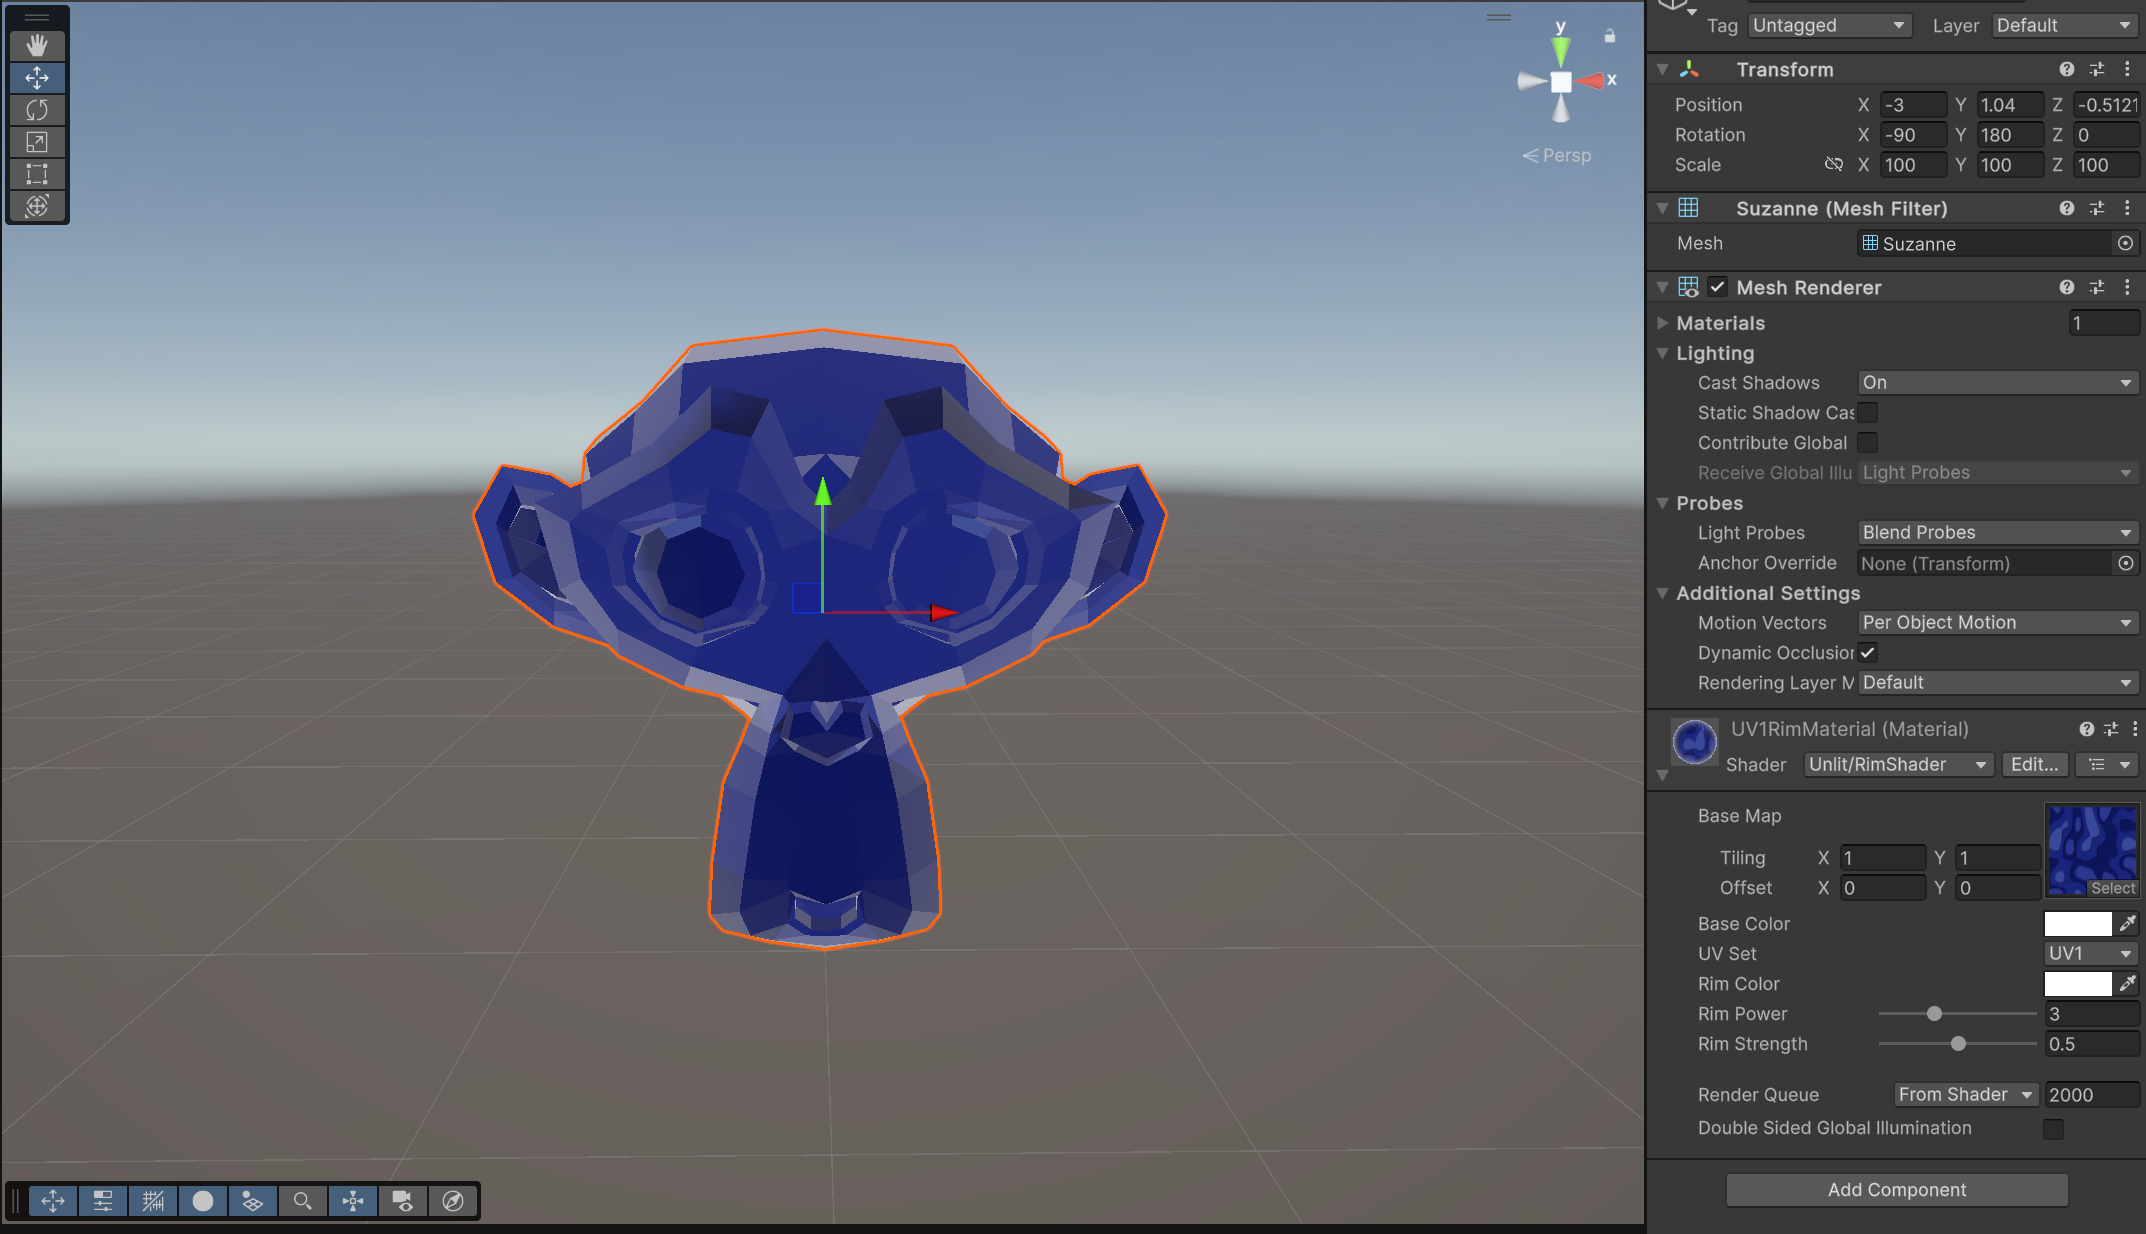 y
x
Persp
Tag Untagged Layer Default
Transform
Position X -3 Y 1.04 Z -0.5121
Rotation X -90 Y 180 Z 0
Scale X 100 Y 100 Z 100
Suzanne (Mesh Filter)
Mesh Suzanne
Mesh Renderer
Materials 1
Lighting
Cast Shadows On
Static Shadow Cas
Contribute Global
Receive Global Illu Light Probes
Probes
Light Probes Blend Probes
Anchor Override None (Transform)
Additional Settings
Motion Vectors Per Object Motion
Dynamic Occlusion
Rendering Layer M Default
UV1RimMaterial (Material)
Shader Unlit/RimShader Edit...
Base Map
Tiling X 1 Y 1
Offset X 0 Y 0
Select
Base Color
UV Set UV1
Rim Color
Rim Power 3
Rim Strength 0.5
Render Queue From Shader 2000
Double Sided Global Illumination
Add Component